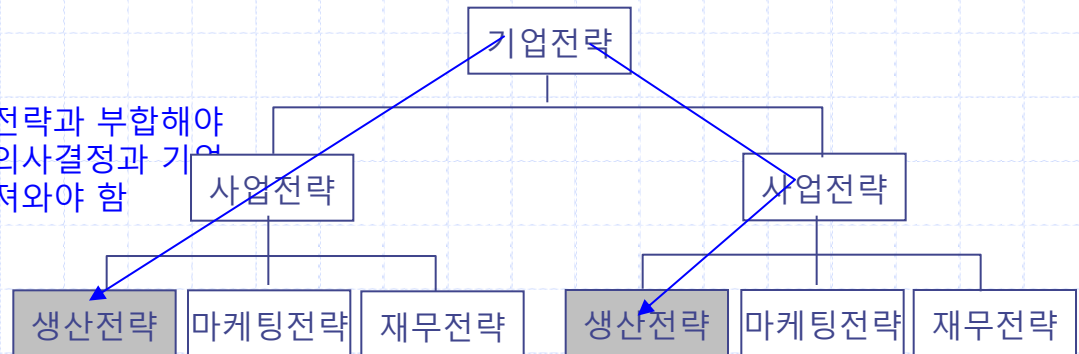 기업전략
전략과 부합해야
의사결정과 기업
져와야 함
사업전략
사업전략
생산전략
마케팅전략
재무전략
생산전략
마케팅전략
재무전략